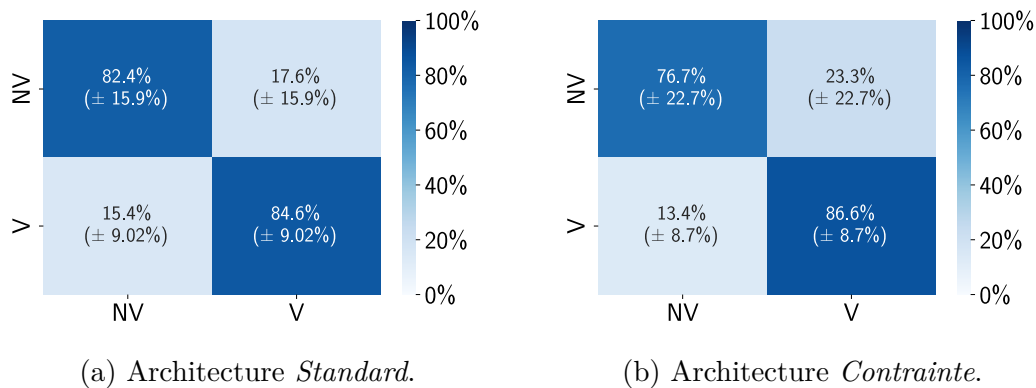 100%
80%
60%
40%
20%
0%
NV
V
82.4%
(± 15.9%)
17.6%
(± 15.9%)
15.4%
(± 9.02%)
84.6%
(± 9.02%)
NV
V
(a) Architecture Standard.
100%
80%
60%
40%
20%
0%
NV
V
76.7%
(± 22.7%)
23.3%
(± 22.7%)
13.4%
(± 8.7%)
86.6%
(± 8.7%)
NV
V
(b) Architecture Contrainte.